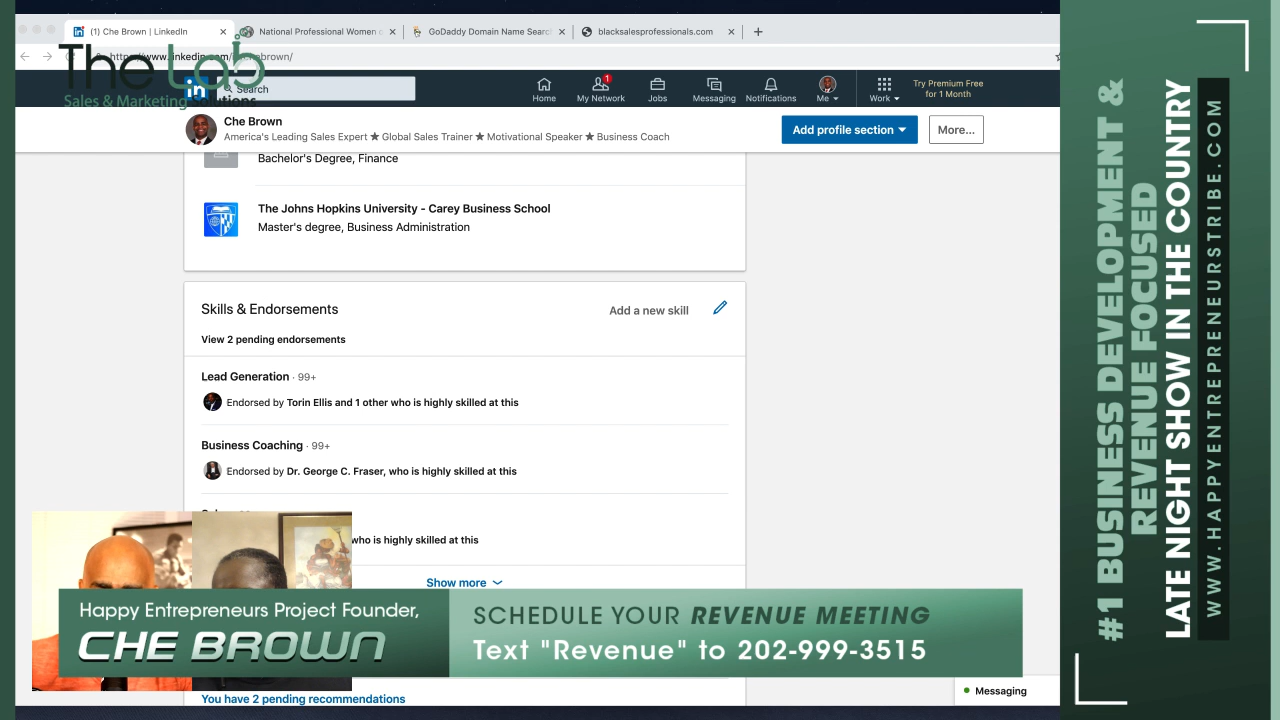 (1) Che Brown | LinkedIn
National Professional Women
GoDaddy Domain Name Searc
blacksalesprofessionals.com
The Lab
Sales & Marketing Solutions
Search
1
Home
My Network
Jobs
Messaging
Notifications
Me
Work
Try Premium Free
for 1 Month
Che Brown
America's Leading Sales Expert ★ Global Sales Trainer ★ Motivational Speaker ★ Business Coach
Add profile section
More...
Bachelor's Degree, Finance
The Johns Hopkins University - Carey Business School
Master's degree, Business Administration
Skills & Endorsements
Add a new skill
View 2 pending endorsements
Lead Generation · 99+
Endorsed by Torin Ellis and 1 other who is highly skilled at this
Business Coaching · 99+
Endorsed by Dr. George C. Fraser, who is highly skilled at this
who is highly skilled at this
Show more
Happy Entrepreneurs Project Founder,
CHE BROWN
SCHEDULE YOUR REVENUE MEETING
Text "Revenue" to 202-999-3515
You have 2 pending recommendations
Messaging
#1 BUSINESS DEVELOPMENT &
REVENUE FOCUSED
LATE NIGHT SHOW IN THE COUNTRY
WWW.HAPPYENTREPRENEURSTRIBE.COM